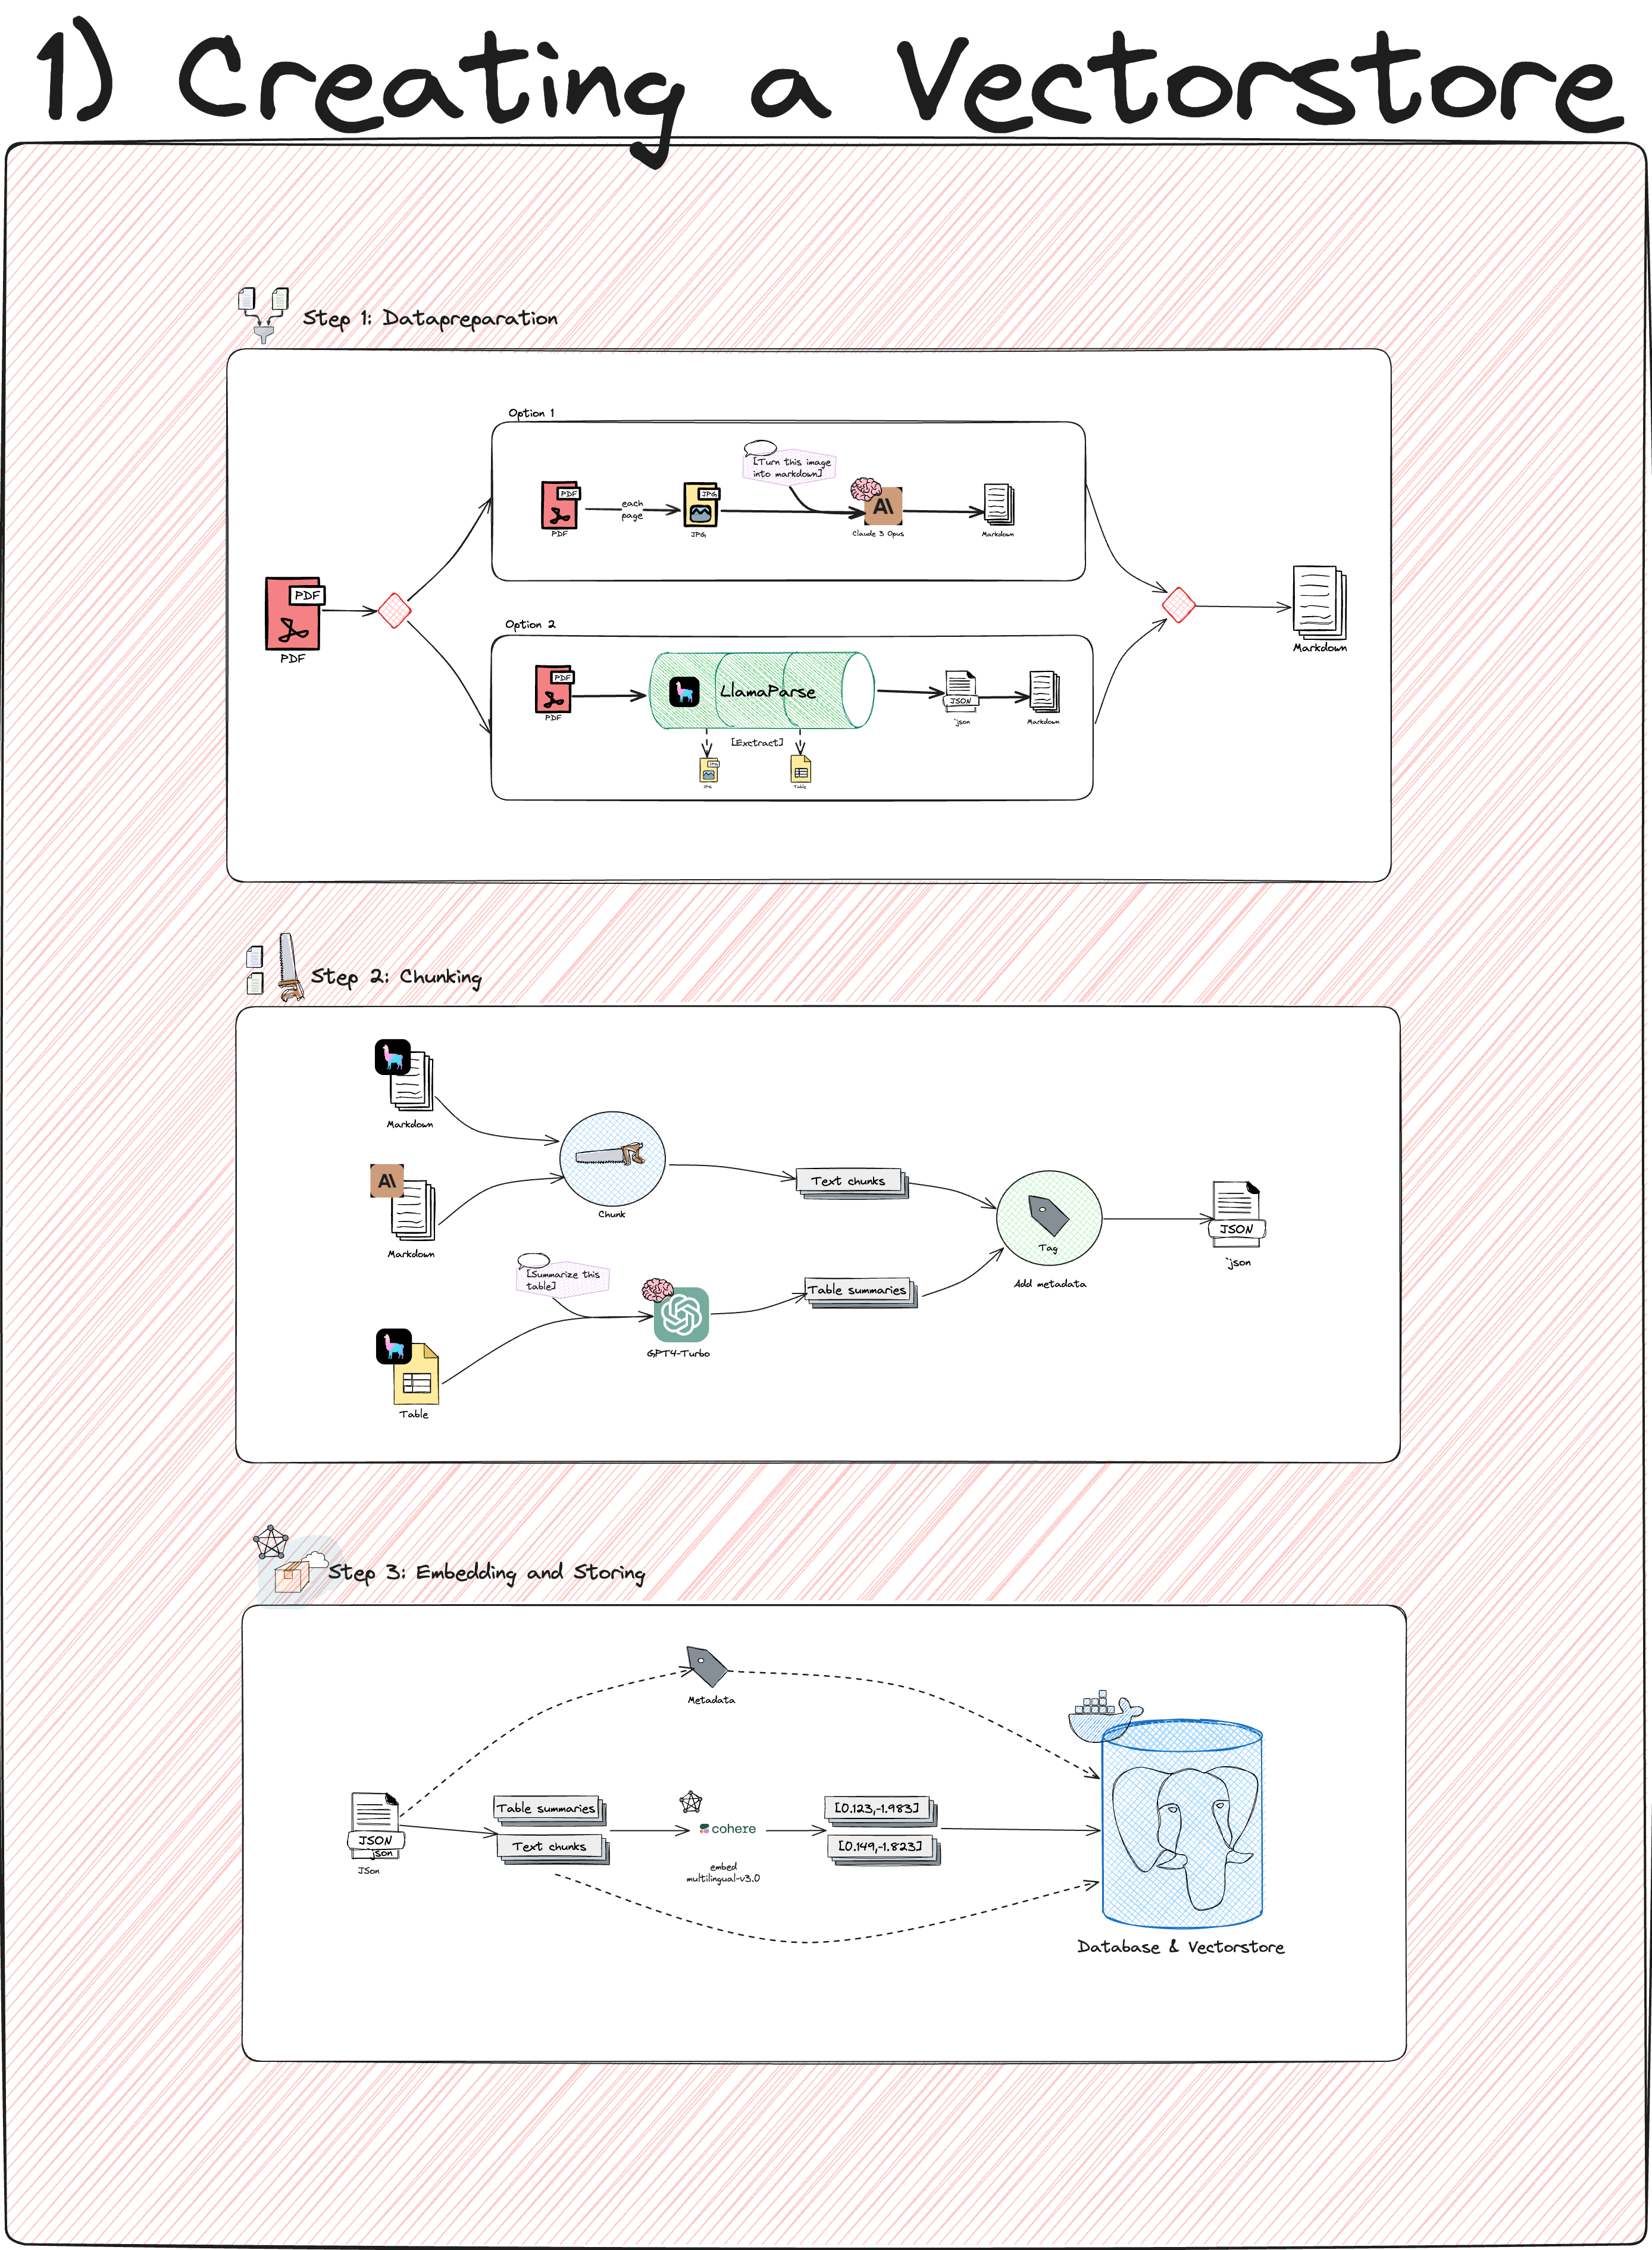 1) Creating a Vectorstore
Step 1: Datapreparation
Option 1
[Turn this image
into markdown]
PDF
each
page
JPG
A\
PDF
JPG
Claude 3 Opus
Markdown
PDF
PDF
Markdown
Option 2
PDF
LlamaParse
JSON
PDF
`json
Markdown
[Exctract]
JPG
JPG
Table
Step 2: Chunking
Markdown
A\
Markdown
Chunk
Text chunks
Tag
Add metadata
JSON
`json
[Summarize this
table]
Table summaries
GPT4-Turbo
Table
Step 3: Embedding and Storing
Metadata
JSON
json
JSon
Table summaries
Text chunks
cohere
embed
multilingual-v3.0
[0.123,-1.983]
[0.149,-1.823]
Database & Vectorstore